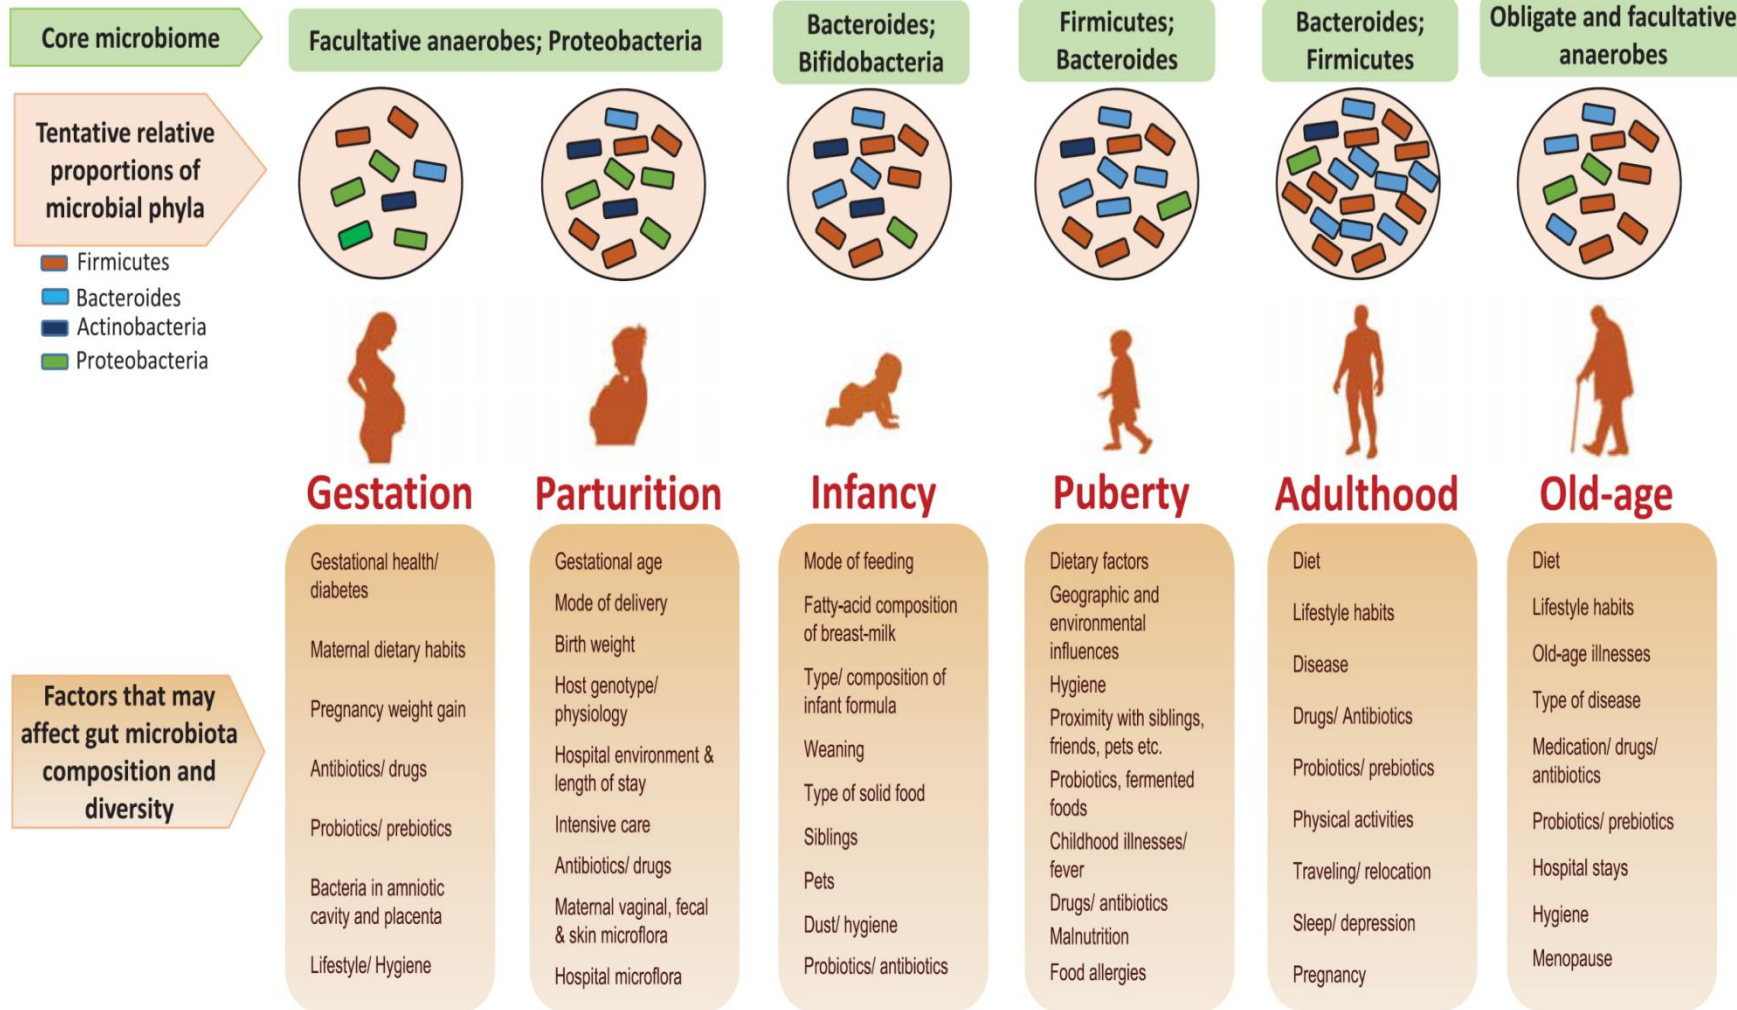 Core microbiome
Facultative anaerobes; Proteobacteria
Bacteroides;
Bifidobacteria
Firmicutes;
Bacteroides
Bacteroides;
Firmicutes
Obligate and facultative
anaerobes
Tentative relative
proportions of
microbial phyla
Firmicutes
Bacteroides
Actinobacteria
Proteobacteria
Gestation
Parturition
Infancy
Puberty
Adulthood
Old-age
Factors that may
affect gut microbiota
composition and
diversity
Gestational health/
diabetes
Maternal dietary habits
Pregnancy weight gain
Antibiotics/ drugs
Probiotics/ prebiotics
Bacteria in amniotic
cavity and placenta
Lifestyle/ Hygiene
Gestational age
Mode of delivery
Birth weight
Host genotype/
physiology
Hospital environment &
length of stay
Intensive care
Antibiotics/ drugs
Maternal vaginal, fecal
& skin microflora
Hospital microflora
Mode of feeding
Fatty-acid composition
of breast-milk
Type/ composition of
infant formula
Weaning
Type of solid food
Siblings
Pets
Dust/ hygiene
Probiotics/ antibiotics
Dietary factors
Geographic and
environmental
influences
Hygiene
Proximity with siblings,
friends, pets etc.
Probiotics, fermented
foods
Childhood illnesses/
fever
Drugs/ antibiotics
Malnutrition
Food allergies
Diet
Lifestyle habits
Disease
Drugs/ Antibiotics
Probiotics/ prebiotics
Physical activities
Traveling/ relocation
Sleep/ depression
Pregnancy
Diet
Lifestyle habits
Old-age illnesses
Type of disease
Medication/ drugs/
antibiotics
Probiotics/ prebiotics
Hospital stays
Hygiene
Menopause